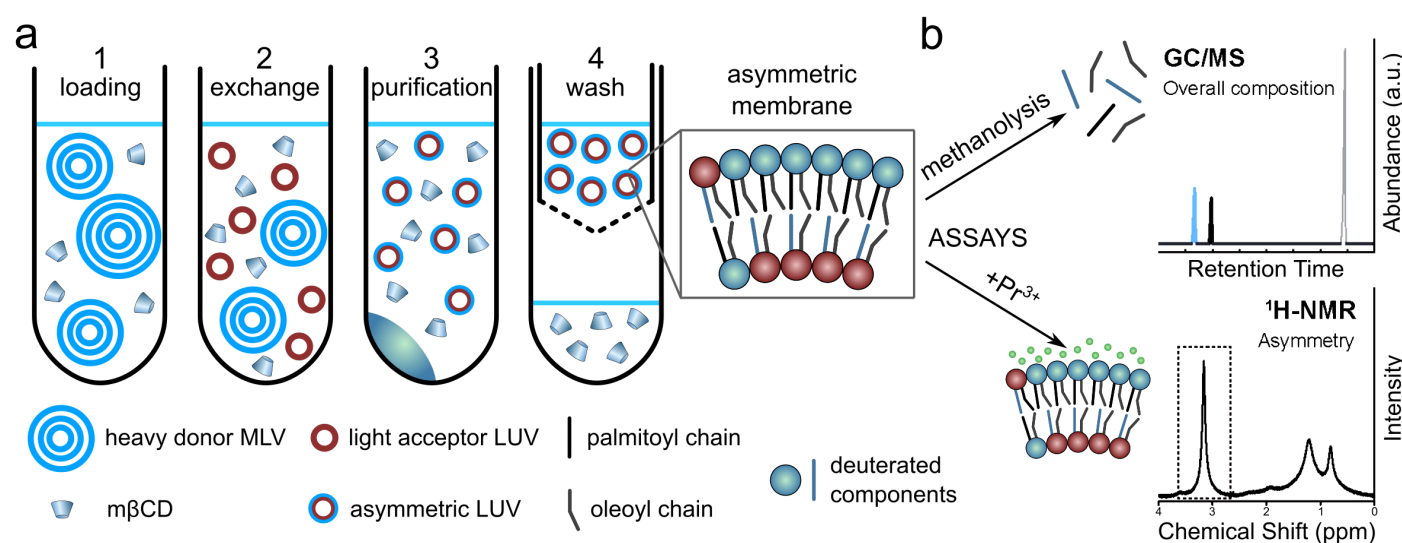 a
1
loading
2
exchange
3
purification
4
wash
asymmetric
membrane
heavy donor MLV
light acceptor LUV
palmitoyl chain
mβCD
asymmetric LUV
oleoyl chain
deuterated
components
b
methanolysis
ASSAYS
+Pr³⁺
GC/MS
Overall composition
Abundance (a.u.)
Retention Time
¹H-NMR
Asymmetry
Intensity
4 3 2 1 0
Chemical Shift (ppm)